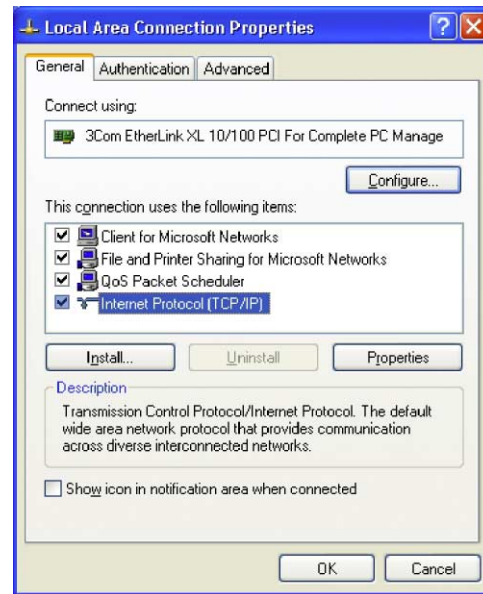 Local Area Connection Properties
General
Authentication
Advanced
Connect using:
3Com EtherLink XL 10/100 PCI For Complete PC Manage
Configure...
This connection uses the following items:
Client for Microsoft Networks
File and Printer Sharing for Microsoft Networks
QoS Packet Scheduler
Internet Protocol (TCP/IP)
Install...
Uninstall
Properties
Description
Transmission Control Protocol/Internet Protocol. The default
wide area network protocol that provides communication
across diverse interconnected networks.
Show icon in notification area when connected
OK
Cancel